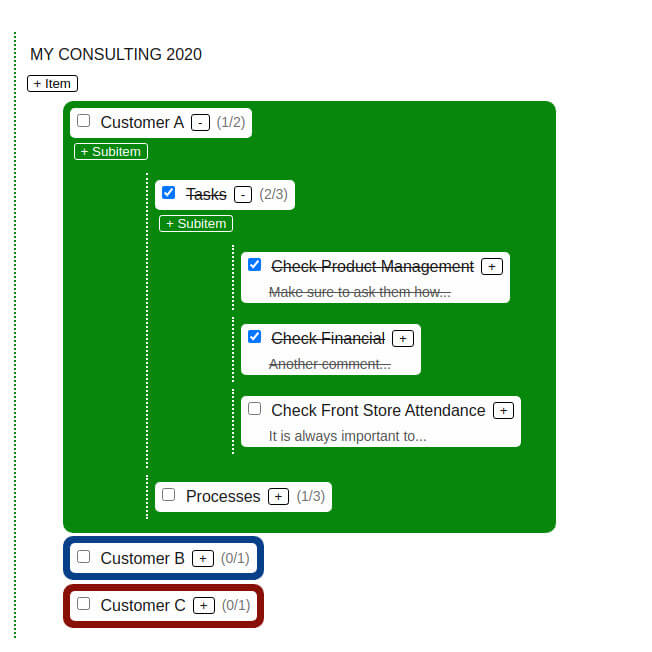 MY CONSULTING 2020
+ Item
Customer A - (1/2)
+ Subitem
Tasks - (2/3)
+ Subitem
Check Product Management +
Make sure to ask them how...
Check Financial +
Another comment...
Check Front Store Attendance +
It is always important to...
Processes + (1/3)
Customer B + (0/1)
Customer C + (0/1)